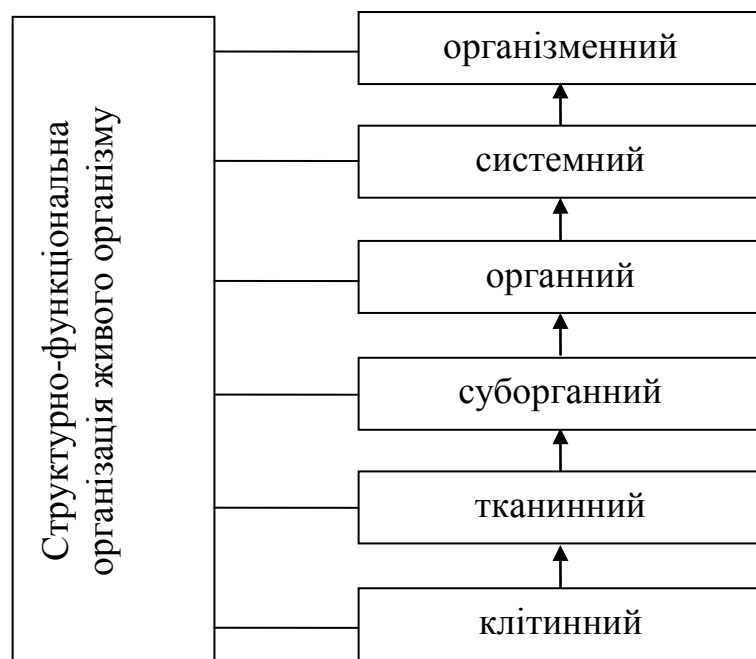 Структурно-функціональна
організація живого організму
організменний
системний
органний
суборганний
тканинний
клітинний